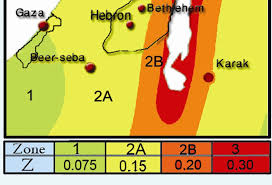 Bethlehem
Gaza
Hebron
Beer-seba
2B
Karak
1
2A
Zone 1 2A 2B 3
Z 0.075 0.15 0.20 0.30